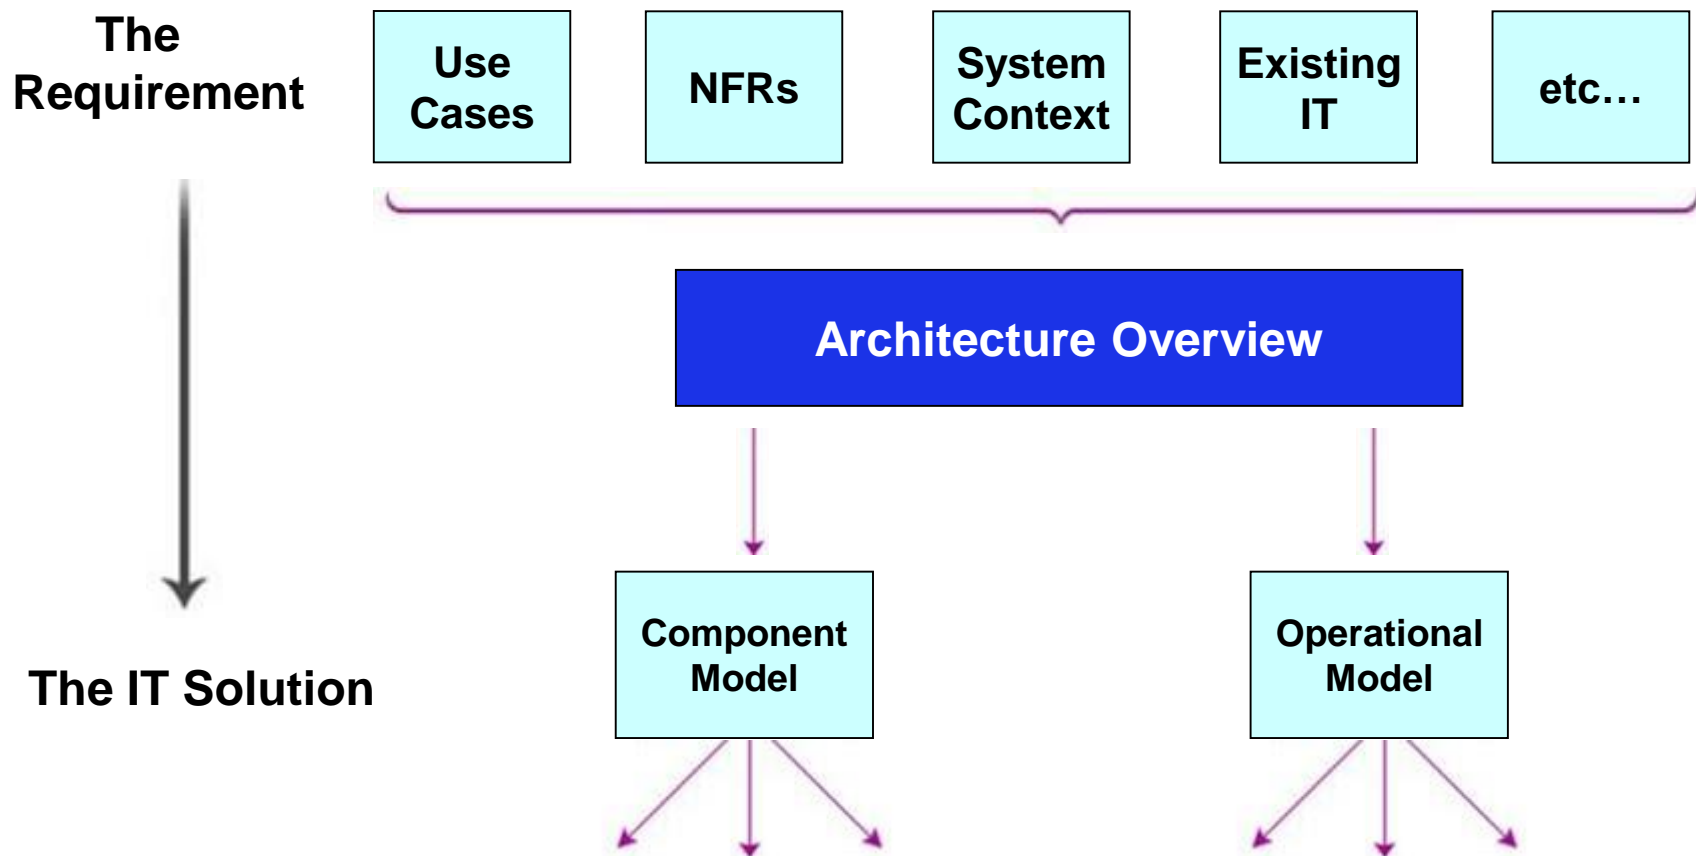 The
Requirement
Use
Cases
NFRs
System
Context
Existing
IT
etc…
Architecture Overview
Component
Model
Operational
Model
The IT Solution